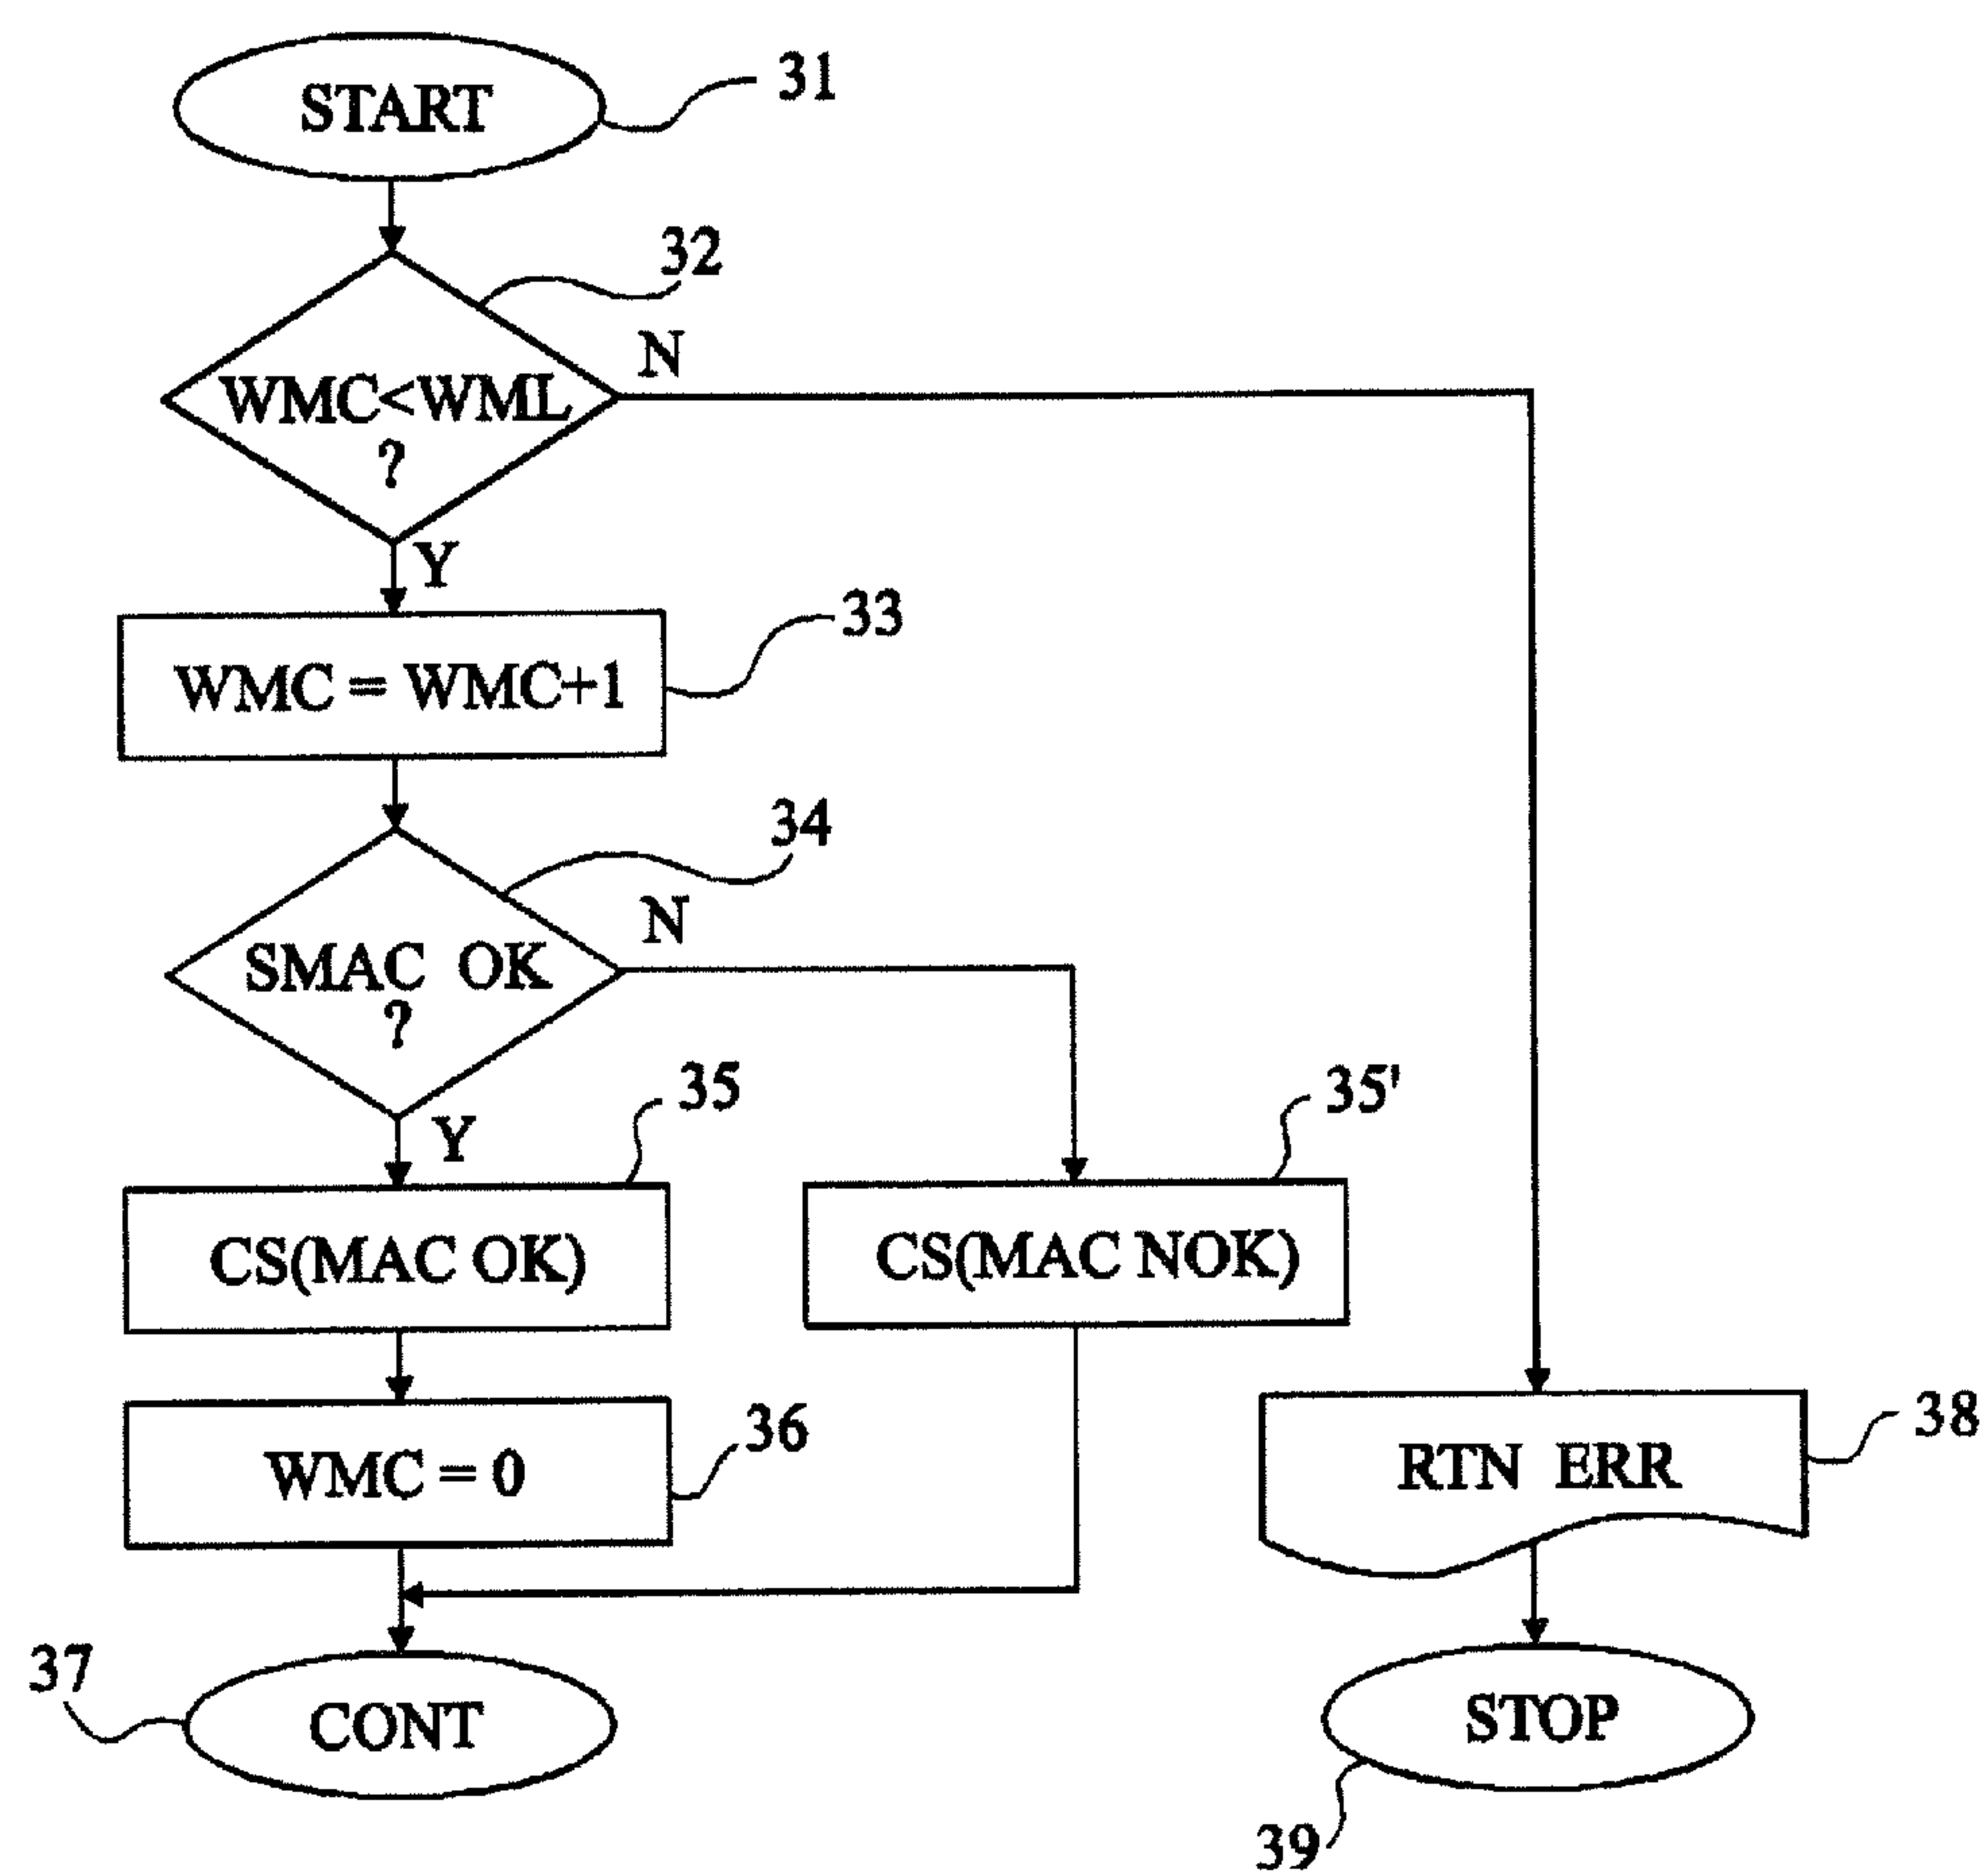 START
31
32
WMC<WML
?
N
Y
33
WMC = WMC+1
34
SMAC OK
?
N
Y
35
35'
CS(MAC OK)
CS(MAC NOK)
36
WMC = 0
38
RTN ERR
37
CONT
STOP
39